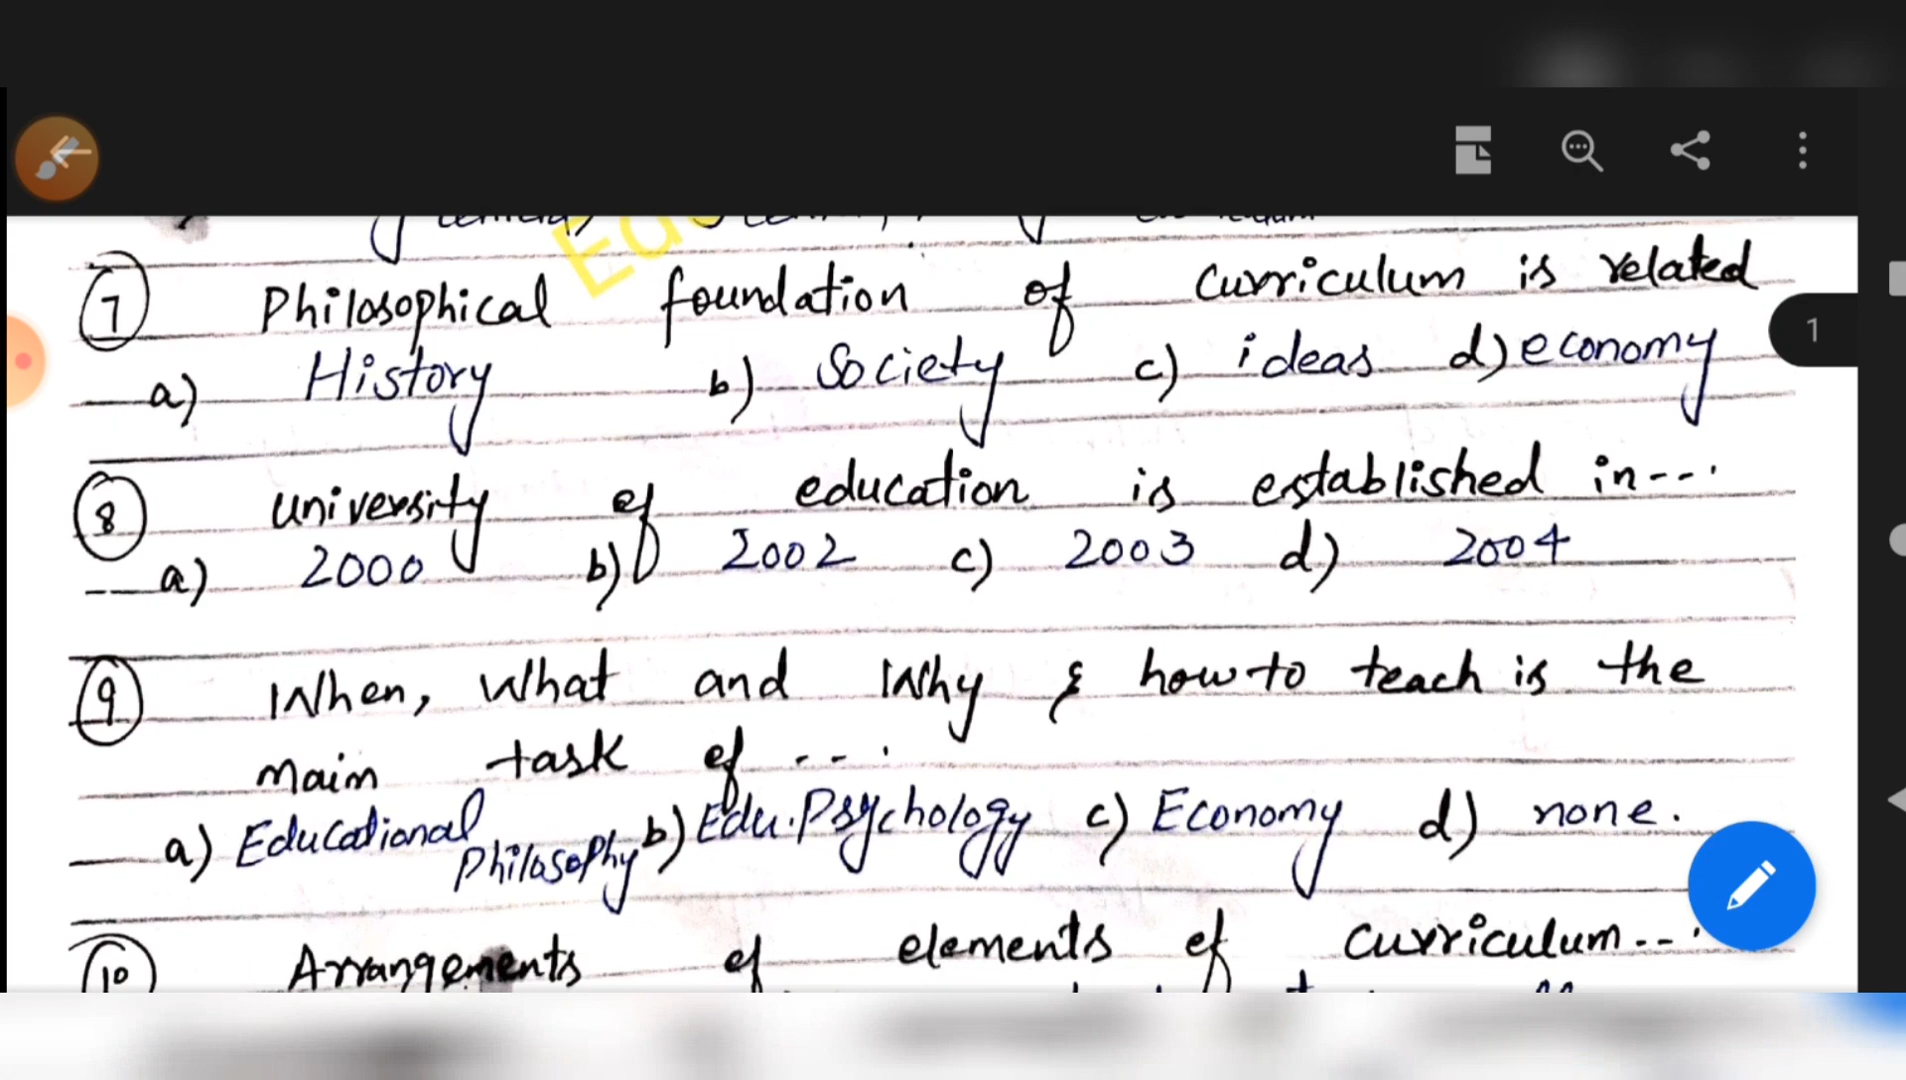 Edu
7 Philosophical foundation of curriculum is related
a) History b) Society c) ideas d) economy
8 university of education is established in---.
a) 2000 b) 2002 c) 2003 d) 2004
9 When, What and Why & how to teach is the
main task of --.
a) Educational Philosophy b) Edu. Psychology c) Economy d) none.
10 Arrangements of elements of curriculum--.
1